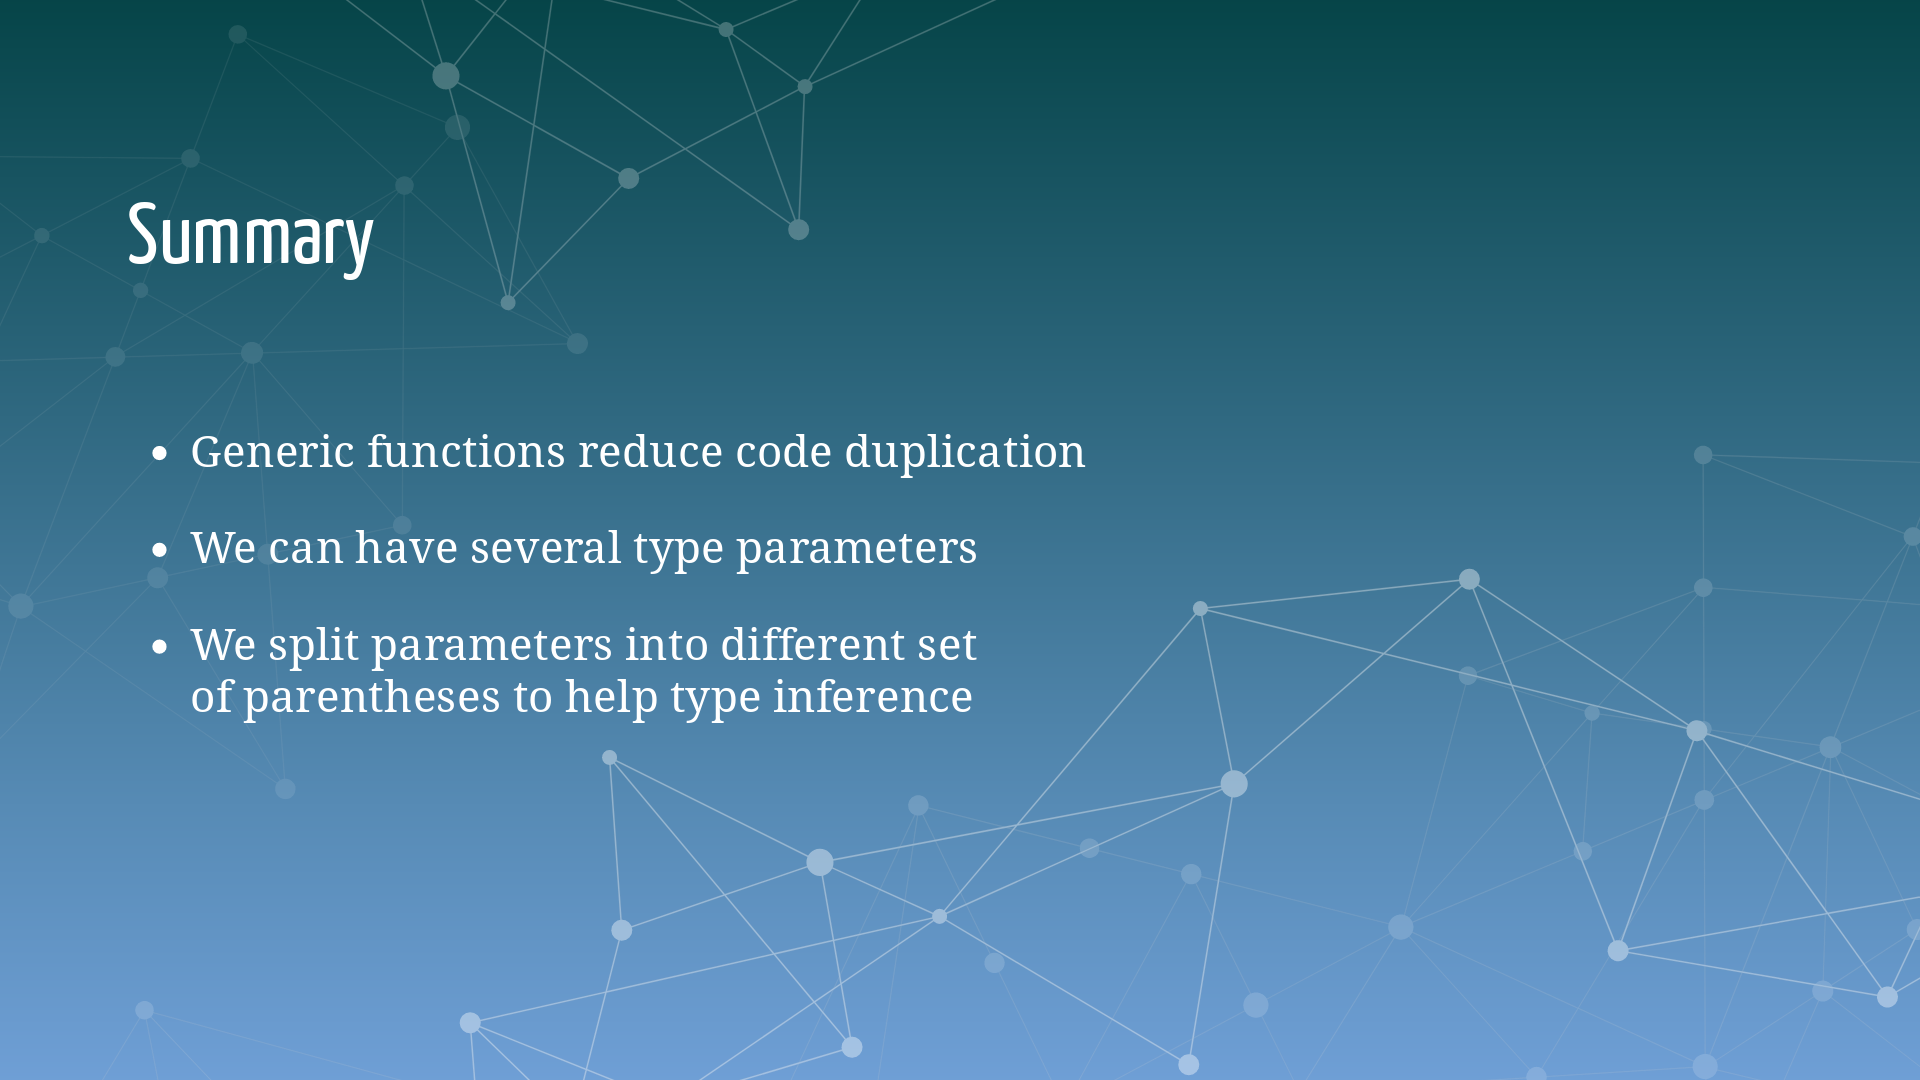 Summary
• Generic functions reduce code duplication
• We can have several type parameters
• We split parameters into different set
of parentheses to help type inference